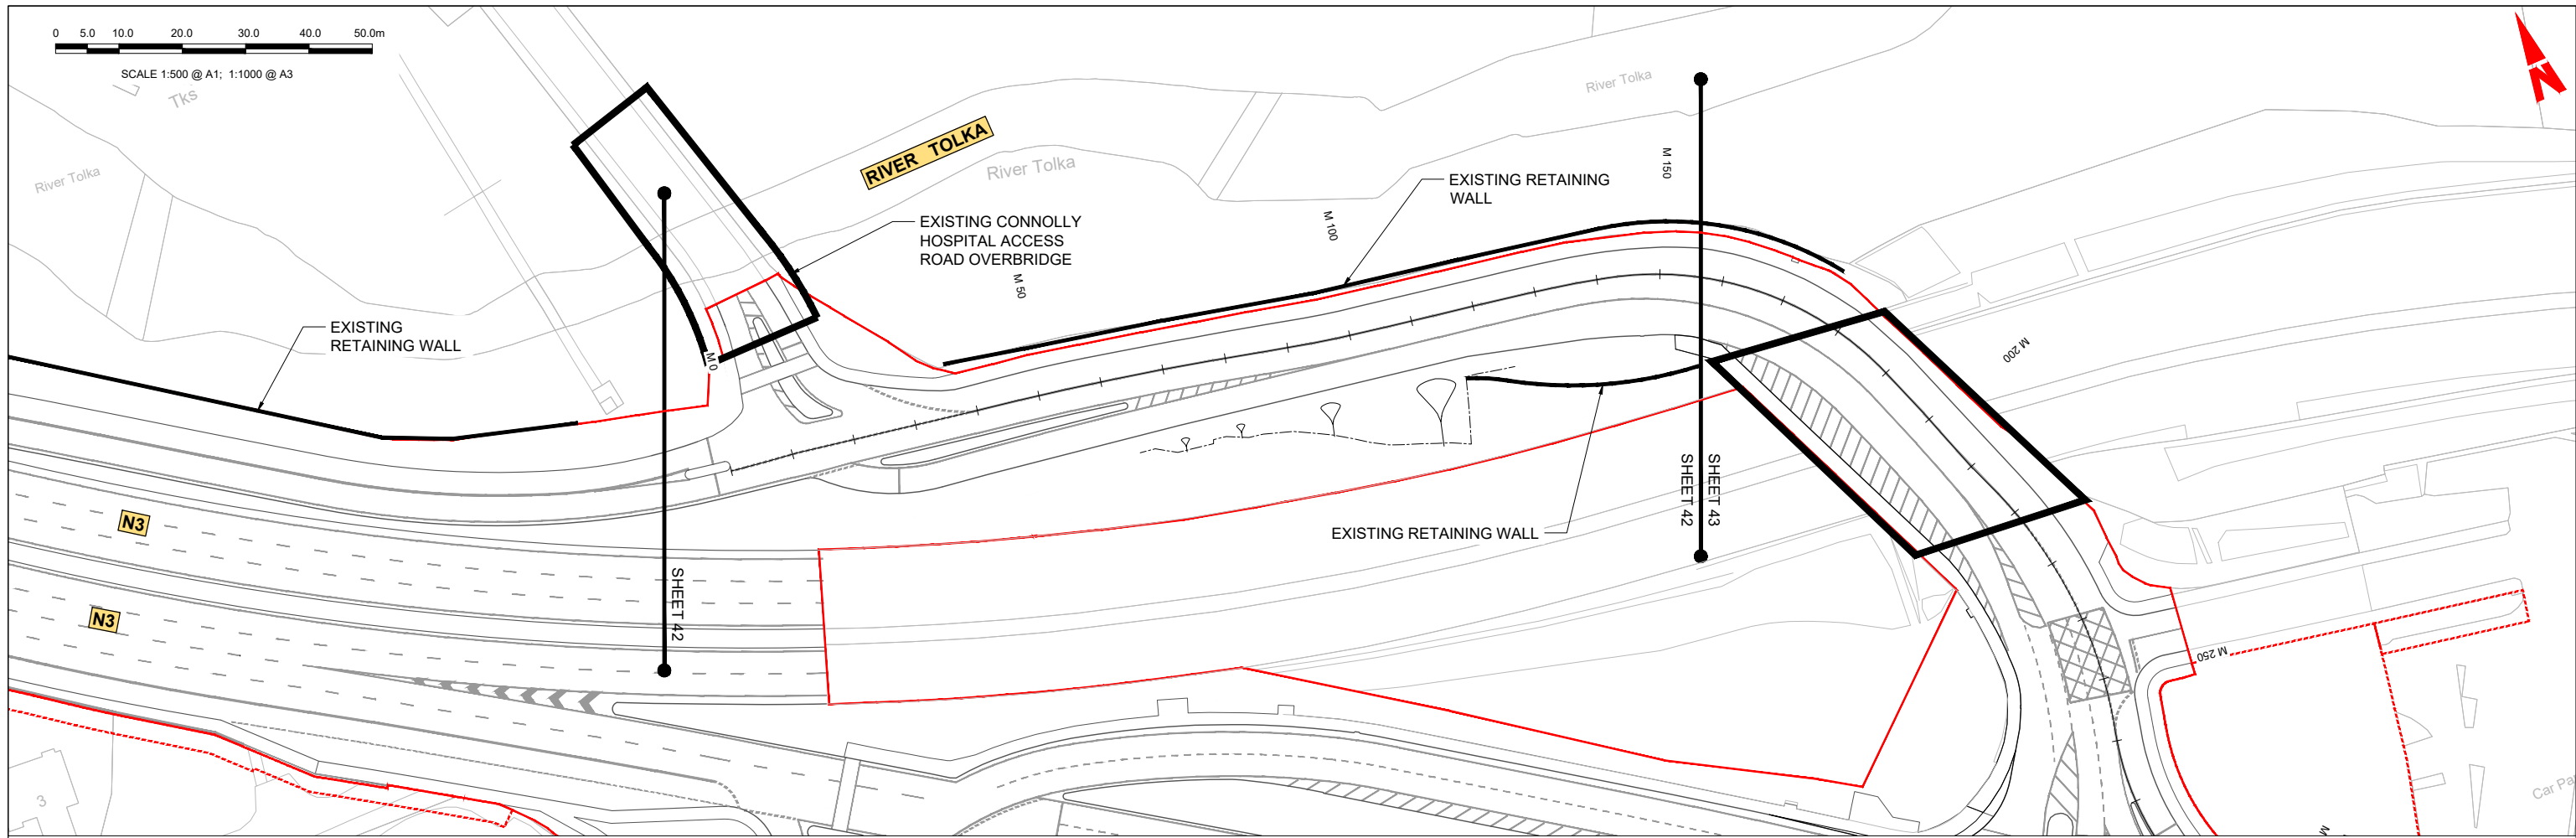 0 5.0 10.0 20.0 30.0 40.0 50.0m
SCALE 1:500 @ A1; 1:1000 @ A3
Tks
River Tolka
RIVER TOLKA
River Tolka
River Tolka
N
EXISTING CONNOLLY
HOSPITAL ACCESS
ROAD OVERBRIDGE
EXISTING RETAINING
WALL
EXISTING
RETAINING WALL
M 0
M 50
M 100
M 150
M 200
M 250
EXISTING RETAINING WALL
SHEET 42
SHEET 42
SHEET 43
N3
N3
3